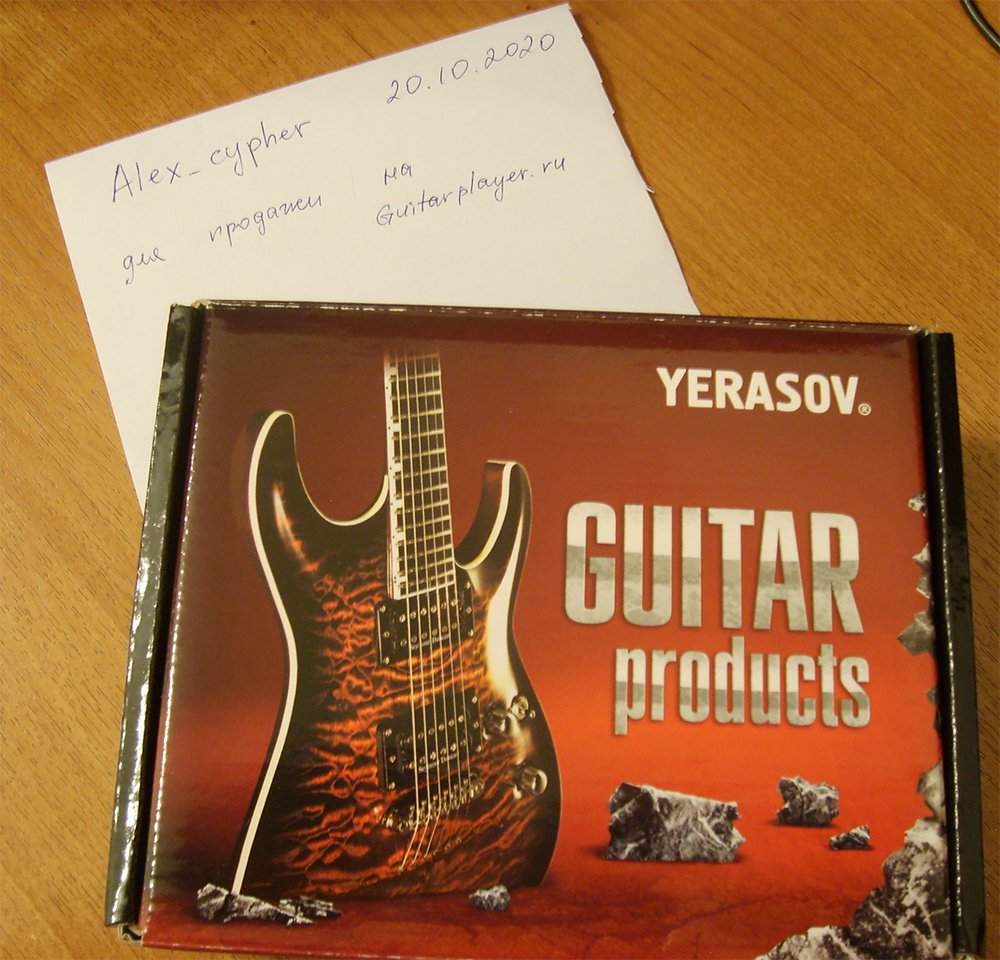 20.10.2020
Alex_cypher
для продажи на
Guitarplayer.ru
YERASOV®
GUITAR
products